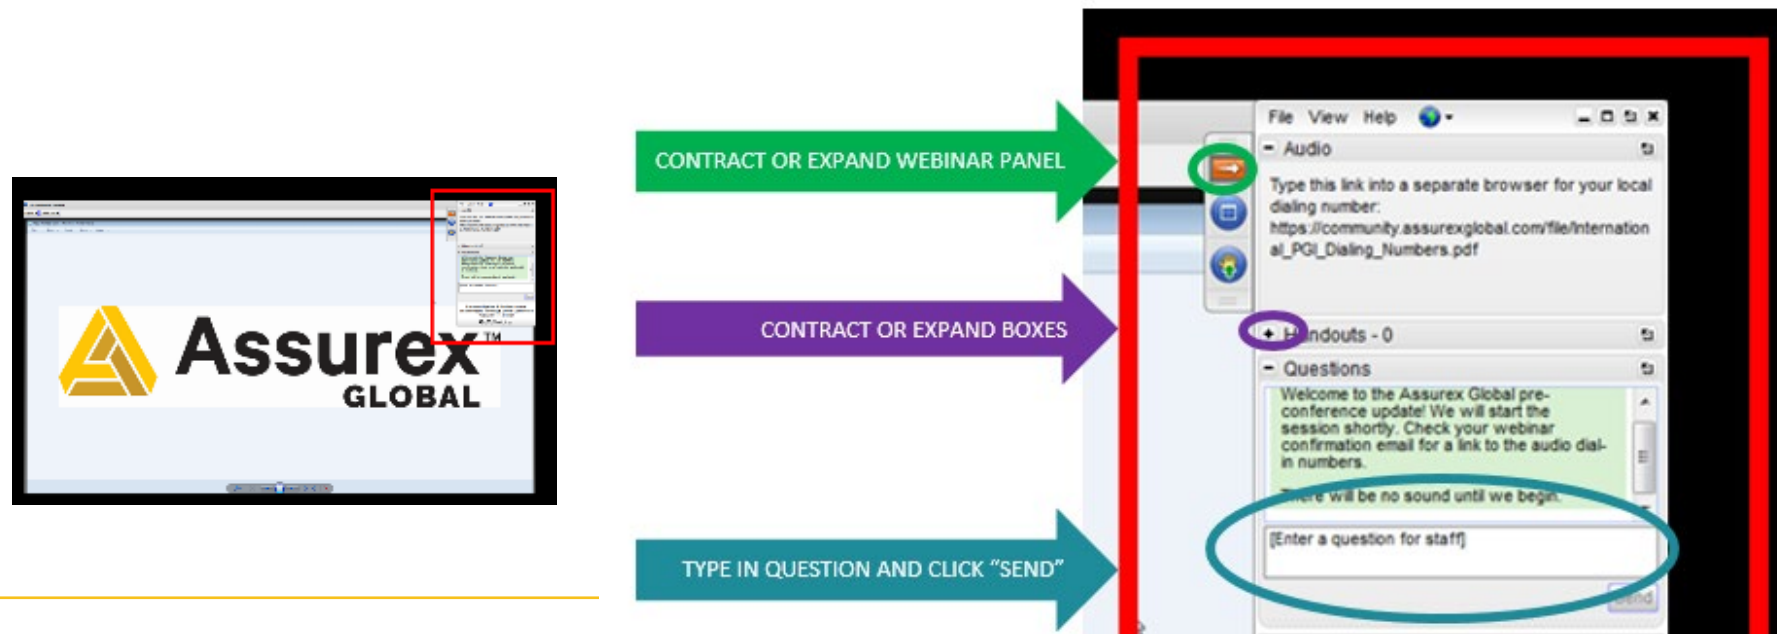 Assurex™
GLOBAL
CONTRACT OR EXPAND WEBINAR PANEL
CONTRACT OR EXPAND BOXES
TYPE IN QUESTION AND CLICK “SEND”
File View Help
Audio
Type this link into a separate browser for your local
dialing number:
https://community.assurexglobal.com/file/Internation
al_PGI_Dialing_Numbers.pdf
Handouts - 0
Questions
Welcome to the Assurex Global pre-
conference update! We will start the
session shortly. Check your webinar
confirmation email for a link to the audio dial-
in numbers.
There will be no sound until we begin.
[Enter a question for staff]
Send